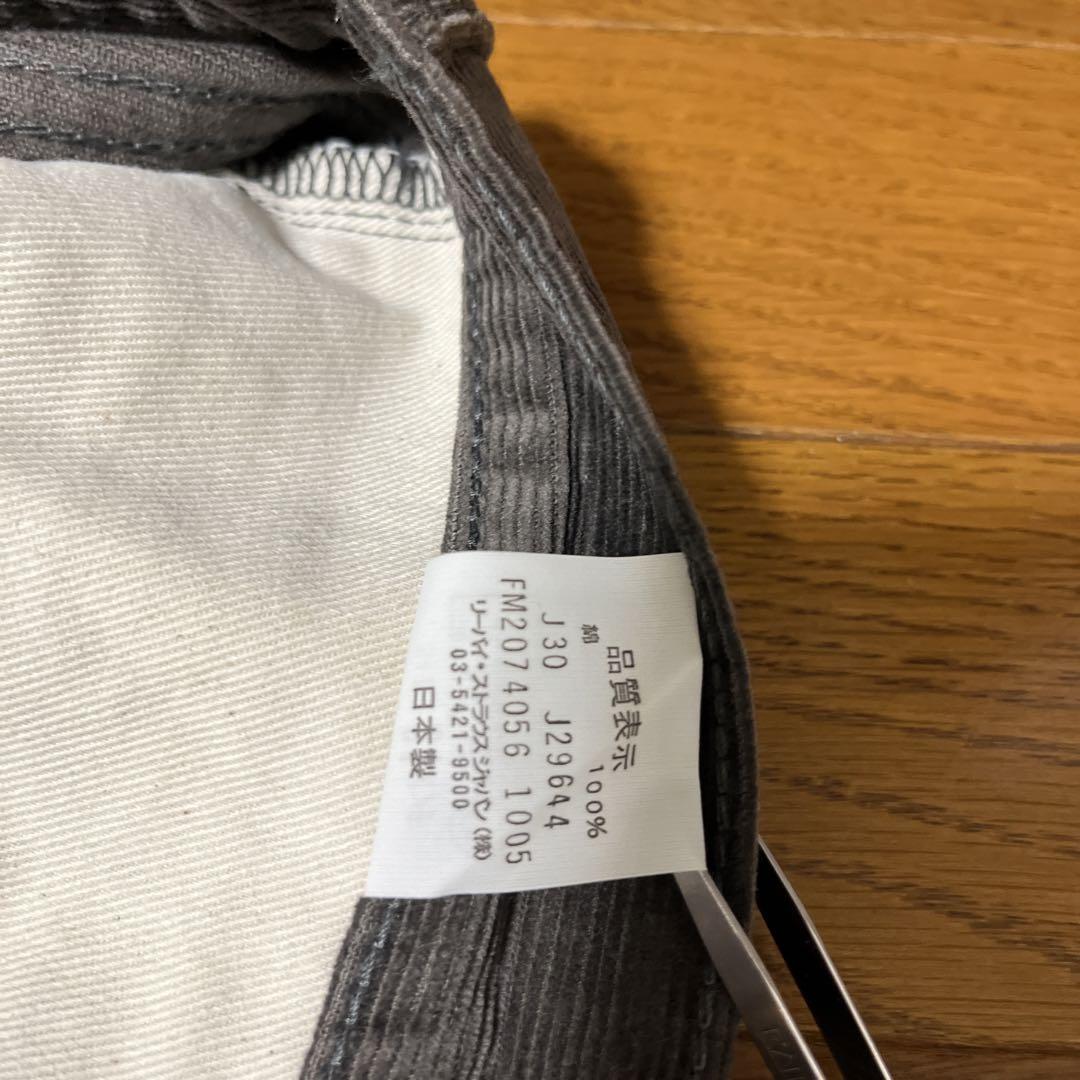 品質表示
綿 100%
J30 J29644
FM2074056 1005
リーバイ・ストラウス ジャパン(株)
03-5421-9500
日本製